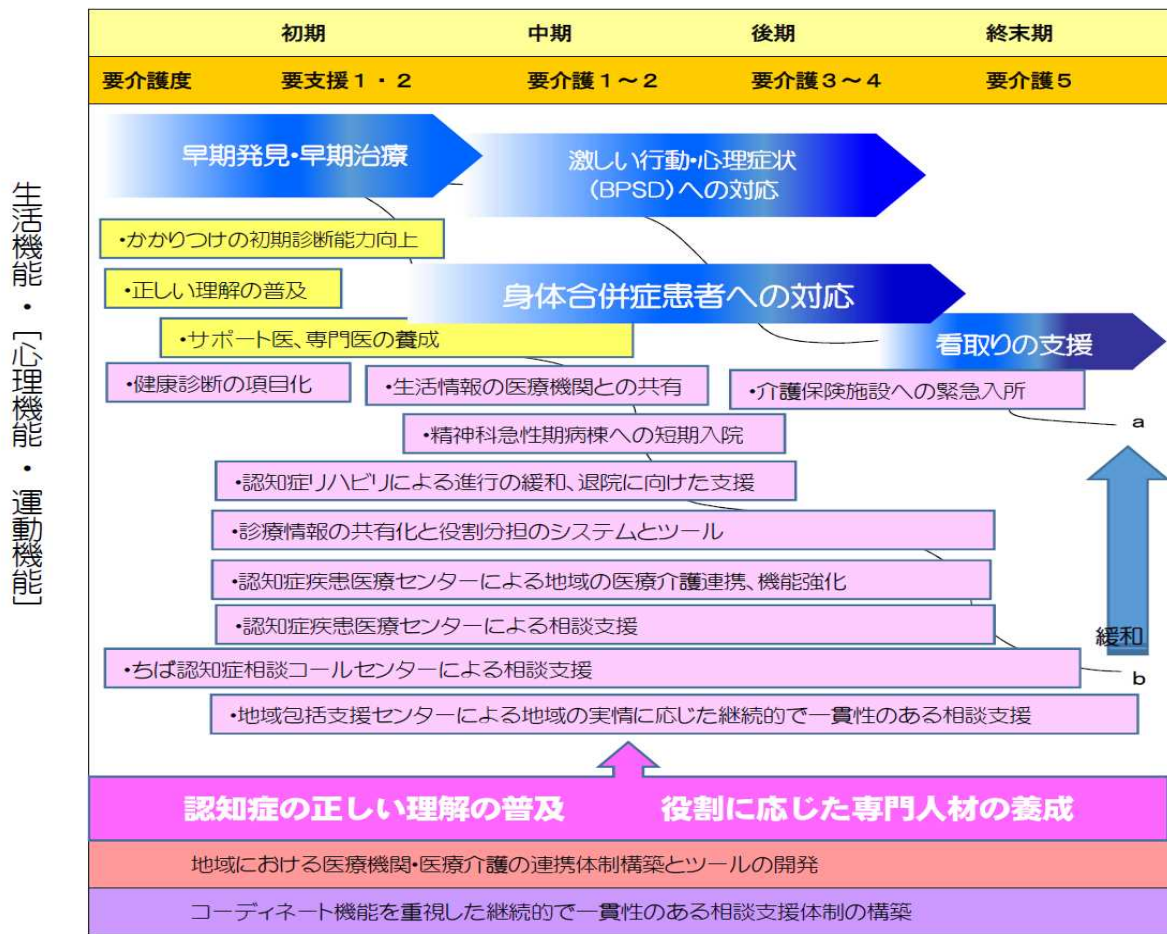 初期 中期 後期 終末期
要介護度 要支援1・2 要介護1～2 要介護3～4 要介護5
生活機能・[心理機能・運動機能]
早期発見・早期治療
激しい行動・心理症状
(BPSD)への対応
・かかりつけの初期診断能力向上
・正しい理解の普及
身体合併症患者への対応
・サポート医、専門医の養成
看取りの支援
・健康診断の項目化
・生活情報の医療機関との共有
・介護保険施設への緊急入所
a
・精神科急性期病棟への短期入院
・認知症リハビリによる進行の緩和、退院に向けた支援
・診療情報の共有化と役割分担のシステムとツール
・認知症疾患医療センターによる地域の医療介護連携、機能強化
・認知症疾患医療センターによる相談支援
緩和
・ちば認知症相談コールセンターによる相談支援
b
・地域包括支援センターによる地域の実情に応じた継続的で一貫性のある相談支援
認知症の正しい理解の普及 役割に応じた専門人材の養成
地域における医療機関・医療介護の連携体制構築とツールの開発
コーディネート機能を重視した継続的で一貫性のある相談支援体制の構築